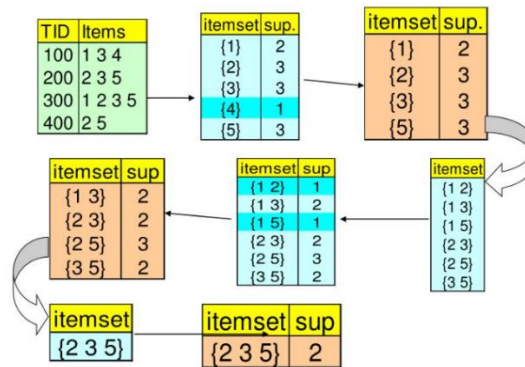 TID Items
100 1 3 4
200 2 3 5
300 1 2 3 5
400 2 5
itemset sup.
{1} 2
{2} 3
{3} 3
{4} 1
{5} 3
itemset sup.
{1} 2
{2} 3
{3} 3
{5} 3
itemset sup
{1 3} 2
{2 3} 2
{2 5} 3
{3 5} 2
itemset sup
{1 2} 1
{1 3} 2
{1 5} 1
{2 3} 2
{2 5} 3
{3 5} 2
itemset
{1 2}
{1 3}
{1 5}
{2 3}
{2 5}
{3 5}
itemset
{2 3 5}
itemset sup
{2 3 5} 2